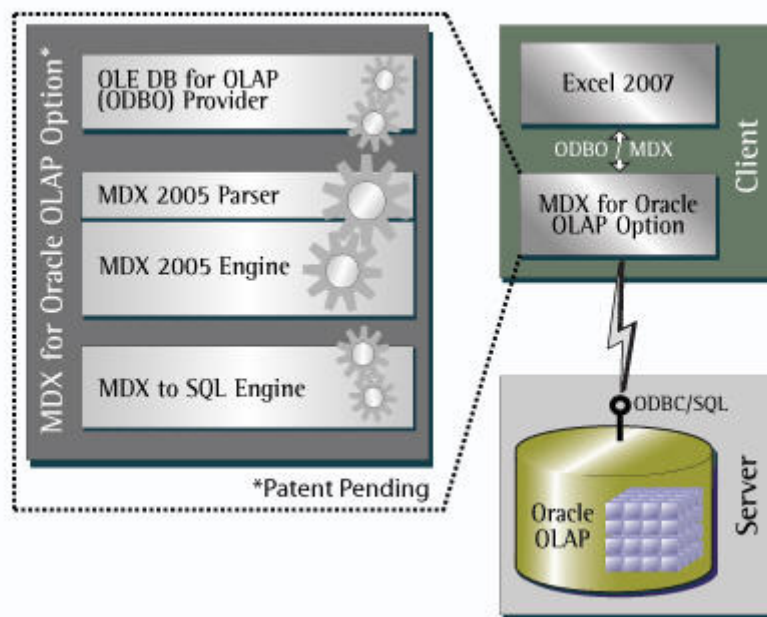 MDX for Oracle OLAP Option*
OLE DB for OLAP
(ODBO) Provider
MDX 2005 Parser
MDX 2005 Engine
MDX to SQL Engine
*Patent Pending
Excel 2007
ODBO / MDX
MDX for Oracle
OLAP Option
Client
ODBC/SQL
Oracle
OLAP
Server